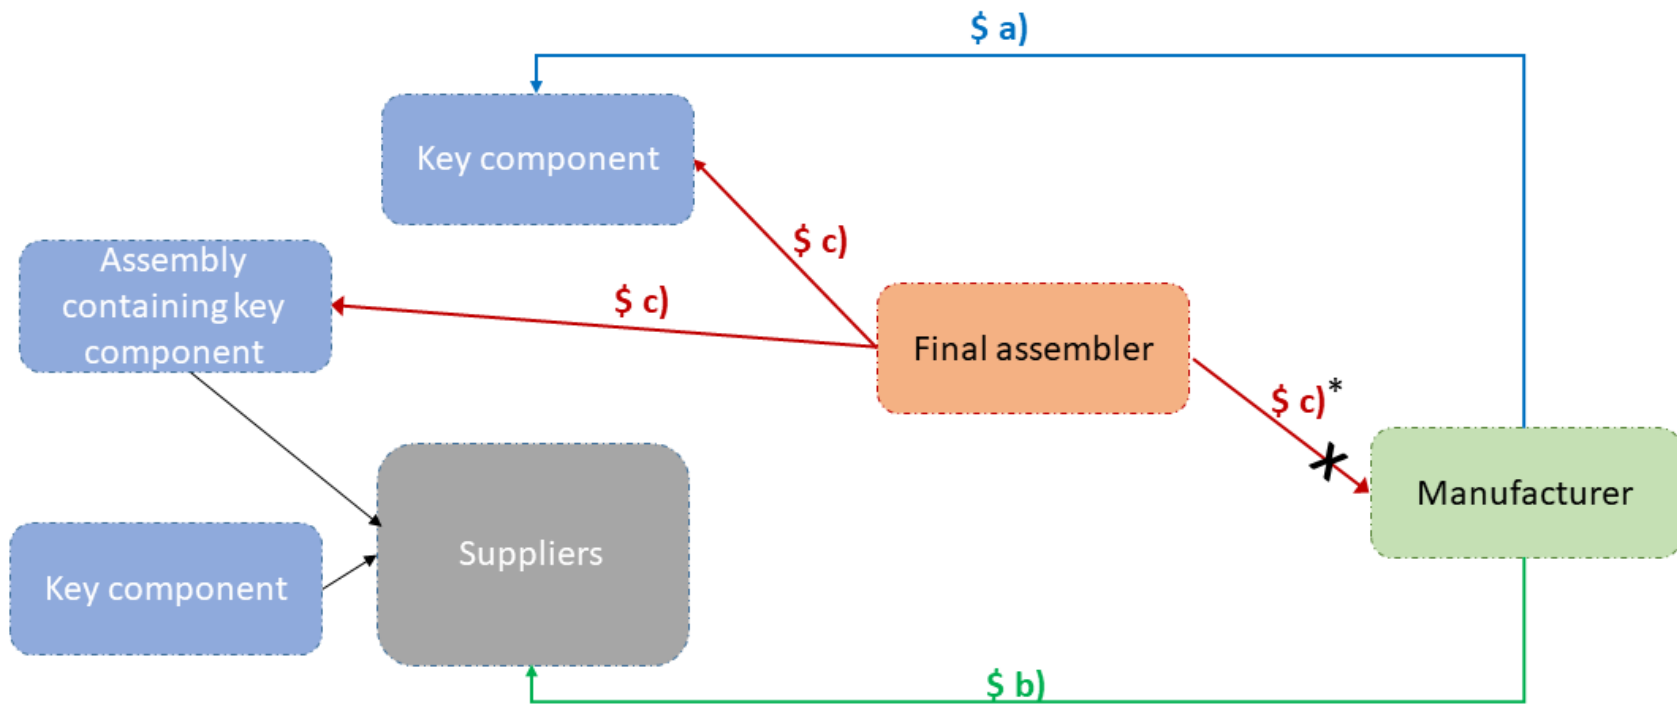 $ a)
Key component
$ c)
Assembly
containing key
component
$ c)
Final assembler
$ c)*
Manufacturer
Suppliers
Key component
$ b)